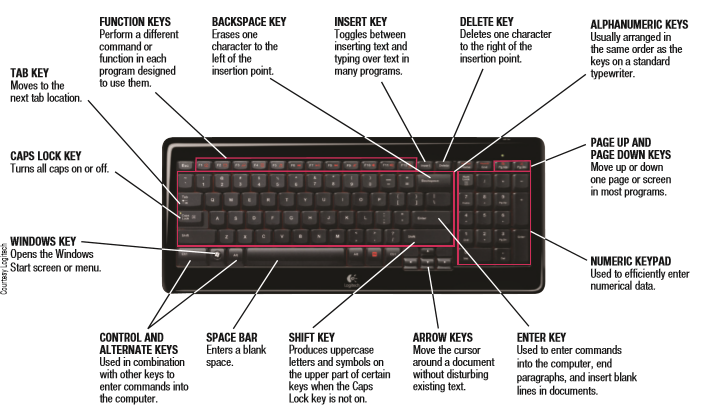 FUNCTION KEYS
Perform a different
command or
function in each
program designed
to use them.
BACKSPACE KEY
Erases one
character to the
left of the
insertion point.
INSERT KEY
Toggles between
inserting text and
typing over text in
many programs.
DELETE KEY
Deletes one character
to the right of the
insertion point.
ALPHANUMERIC KEYS
Usually arranged in
the same order as the
keys on a standard
typewriter.
TAB KEY
Moves to the
next tab location.
CAPS LOCK KEY
Turns all caps on or off.
WINDOWS KEY
Opens the Windows
Start screen or menu.
PAGE UP AND
PAGE DOWN KEYS
Move up or down
one page or screen
in most programs.
NUMERIC KEYPAD
Used to efficiently enter
numerical data.
Courtesy Logitech
Logitech
CONTROL AND
ALTERNATE KEYS
Used in combination
with other keys to
enter commands into
the computer.
SPACE BAR
Enters a blank
space.
SHIFT KEY
Produces uppercase
letters and symbols on
the upper part of certain
keys when the Caps
Lock key is not on.
ARROW KEYS
Move the cursor
around a document
without disturbing
existing text.
ENTER KEY
Used to enter commands
into the computer, end
paragraphs, and insert blank
lines in documents.